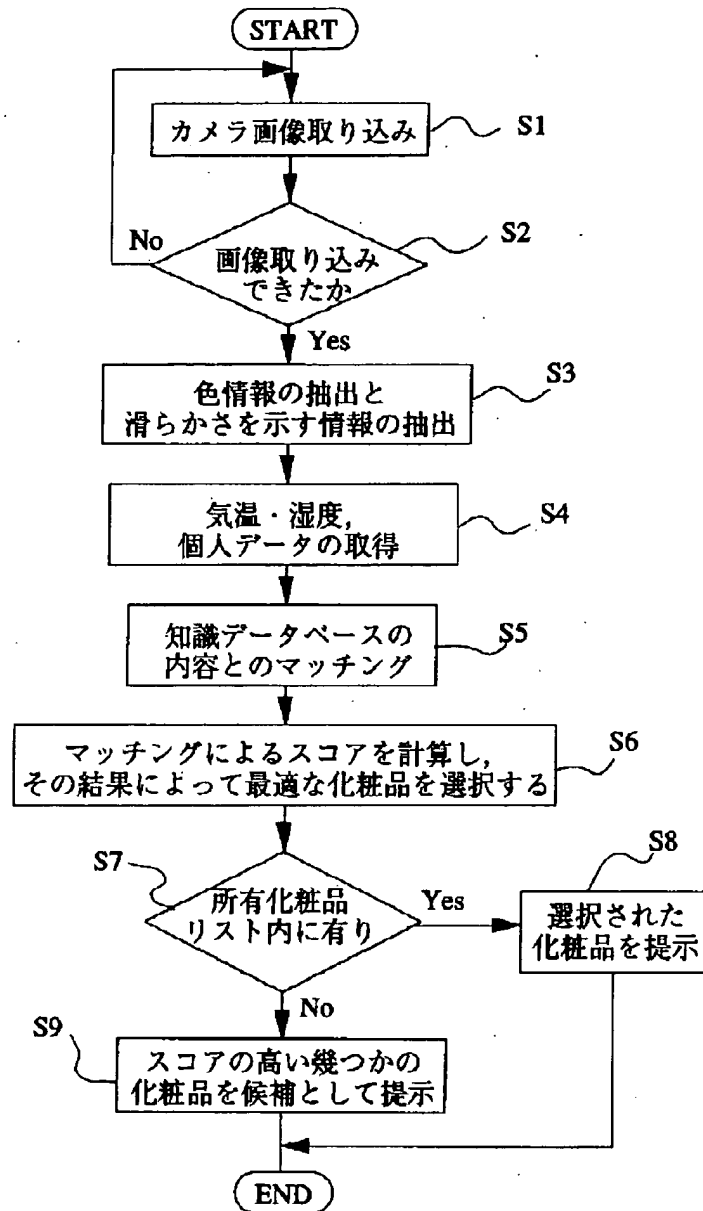 START
カメラ画像取り込み
S1
S2
No
画像取り込み
できたか
Yes
S3
色情報の抽出と
滑らかさを示す情報の抽出
S4
気温・湿度,
個人データの取得
S5
知識データベースの
内容とのマッチング
S6
マッチングによるスコアを計算し,
その結果によって最適な化粧品を選択する
S7
所有化粧品
リスト内に有り
Yes
S8
選択された
化粧品を提示
No
S9
スコアの高い幾つかの
化粧品を候補として提示
END